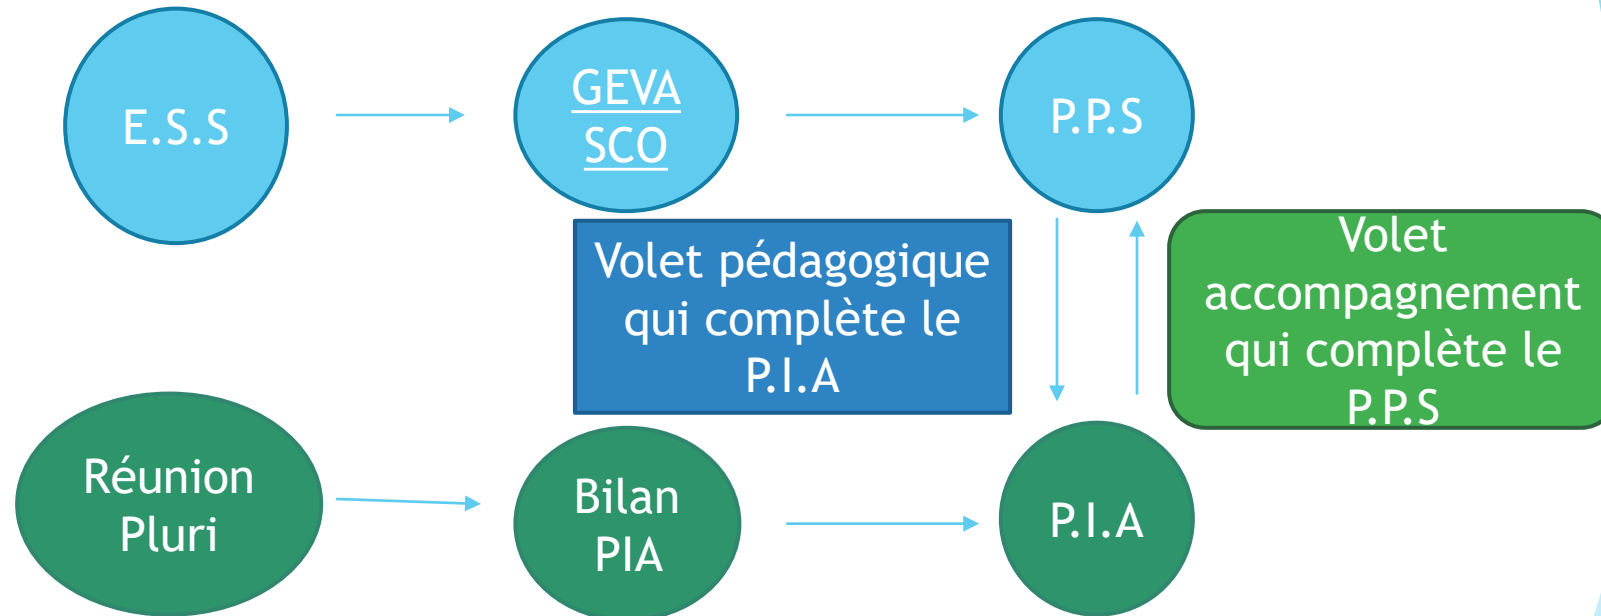 E.S.S
GEVA
SCO
P.P.S
Volet pédagogique
qui complète le
P.I.A
Volet
accompagnement
qui complète le
P.P.S
Réunion
Pluri
Bilan
PIA
P.I.A